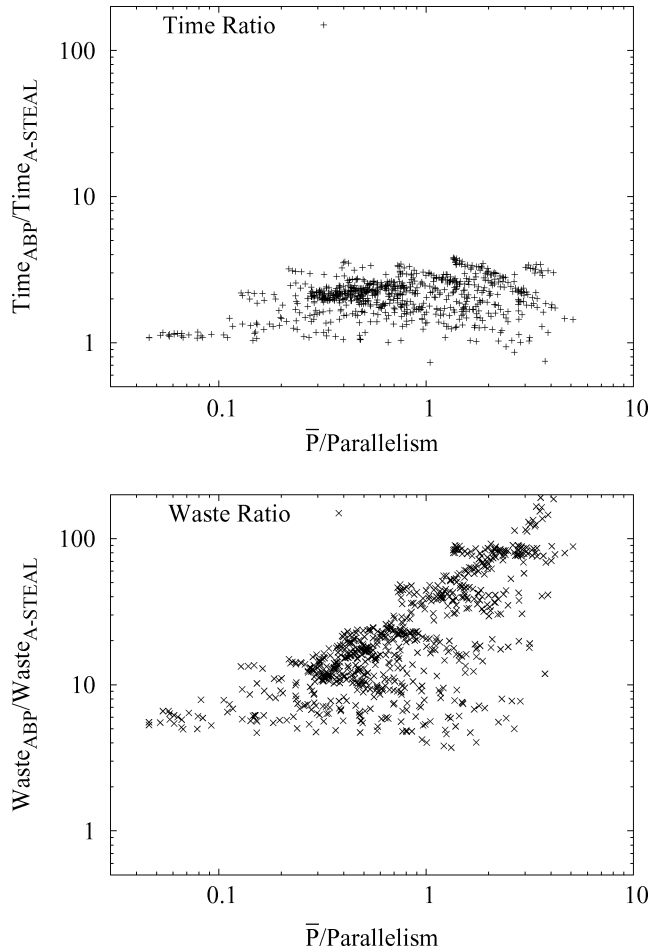 Time Ratio
100
10
1
0.1 1 10
P̅/Parallelism
Time_ABP/Time_A-STEAL
Waste Ratio
100
10
1
0.1 1 10
P̅/Parallelism
Waste_ABP/Waste_A-STEAL